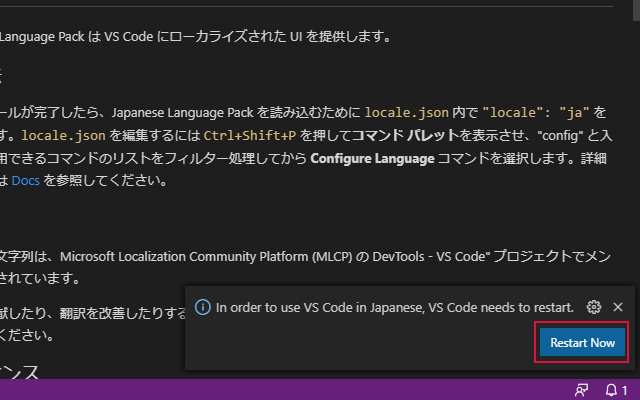 Language Pack は VS Code にローカライズされた UI を提供します。
ールが完了したら、Japanese Language Pack を読み込むために locale.json 内で "locale": "ja" を
す。locale.json を編集するには Ctrl+Shift+P を押してコマンド パレットを表示させ、"config" と入
用できるコマンドのリストをフィルター処理してから Configure Language コマンドを選択します。詳細
は Docs を参照してください。
文字列は、Microsoft Localization Community Platform (MLCP) の DevTools - VS Code" プロジェクトでメン
されています。
献したり、翻訳を改善したりする
ください。
ンス
In order to use VS Code in Japanese, VS Code needs to restart.
Restart Now
1